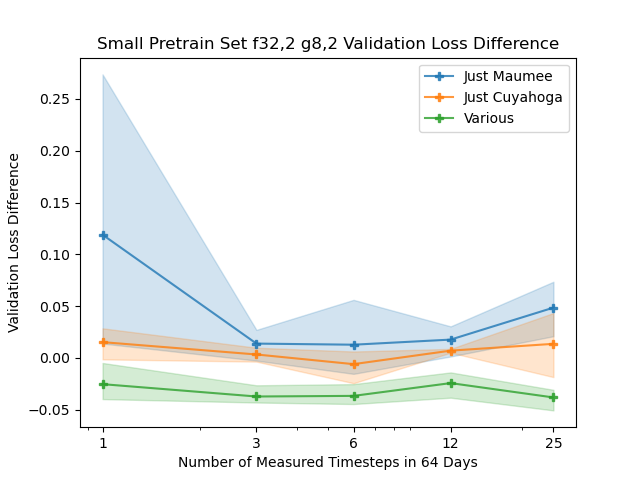 Small Pretrain Set f32,2 g8,2 Validation Loss Difference
Just Maumee
Just Cuyahoga
Various
Validation Loss Difference
0.25
0.20
0.15
0.10
0.05
0.00
−0.05
1 3 6 12 25
Number of Measured Timesteps in 64 Days